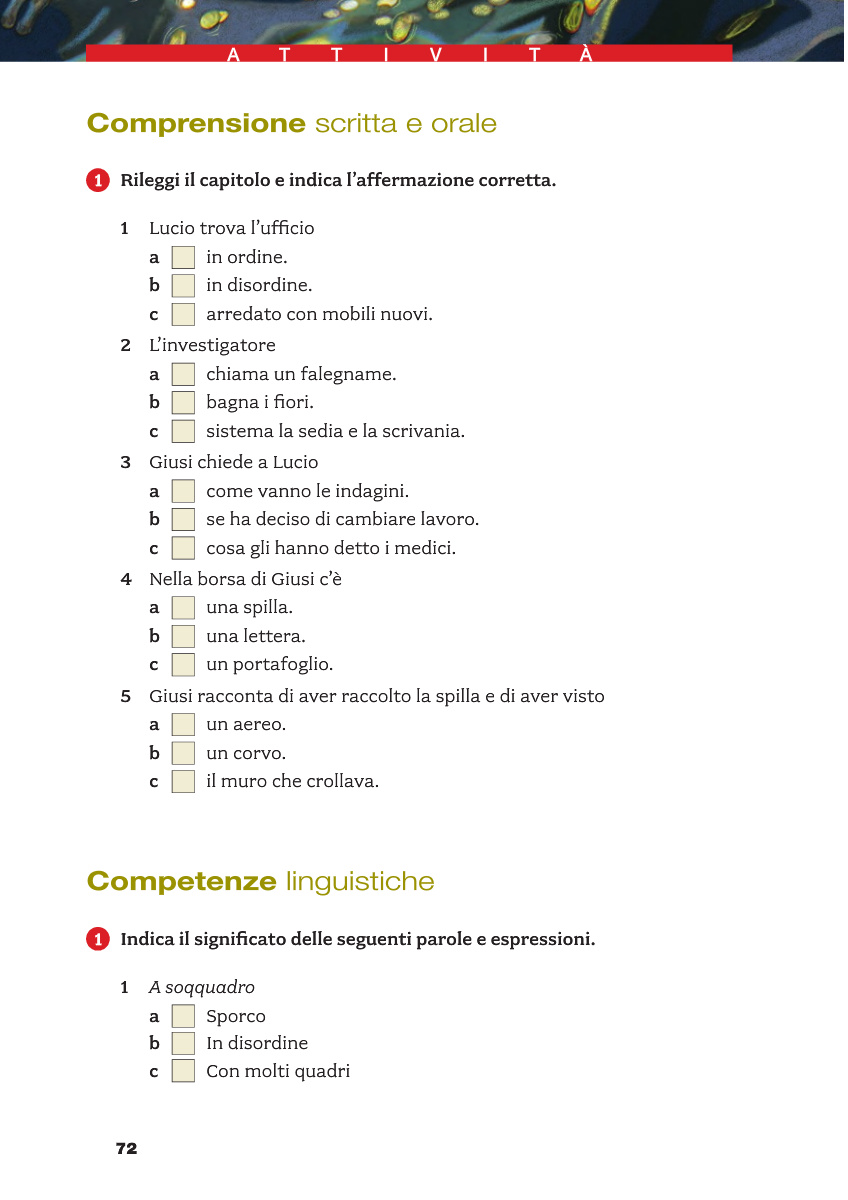 ATTIVITÀ
Comprensione scritta e orale
1 Rileggi il capitolo e indica l’affermazione corretta.
1 Lucio trova l’ufficio
a in ordine.
b in disordine.
c arredato con mobili nuovi.
2 L’investigatore
a chiama un falegname.
b bagna i fiori.
c sistema la sedia e la scrivania.
3 Giusi chiede a Lucio
a come vanno le indagini.
b se ha deciso di cambiare lavoro.
c cosa gli hanno detto i medici.
4 Nella borsa di Giusi c’è
a una spilla.
b una lettera.
c un portafoglio.
5 Giusi racconta di aver raccolto la spilla e di aver visto
a un aereo.
b un corvo.
c il muro che crollava.
Competenze linguistiche
1 Indica il significato delle seguenti parole e espressioni.
1 A soqquadro
a Sporco
b In disordine
c Con molti quadri
72